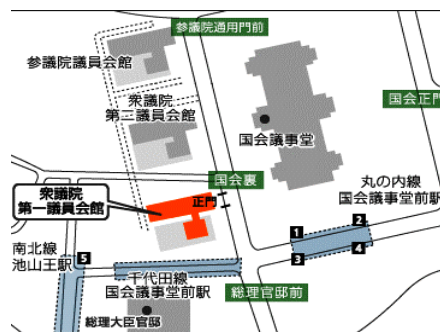 参議院通用門前
参議院議員会館
国会正門
衆議院
第二議員会館
国会議事堂
国会裏
丸の内線
国会議事堂前駅
衆議院
第一議員会館
正門
1
2
3
4
南北線
池山王駅
5
千代田線
国会議事堂前駅
総理官邸前
総理大臣官邸